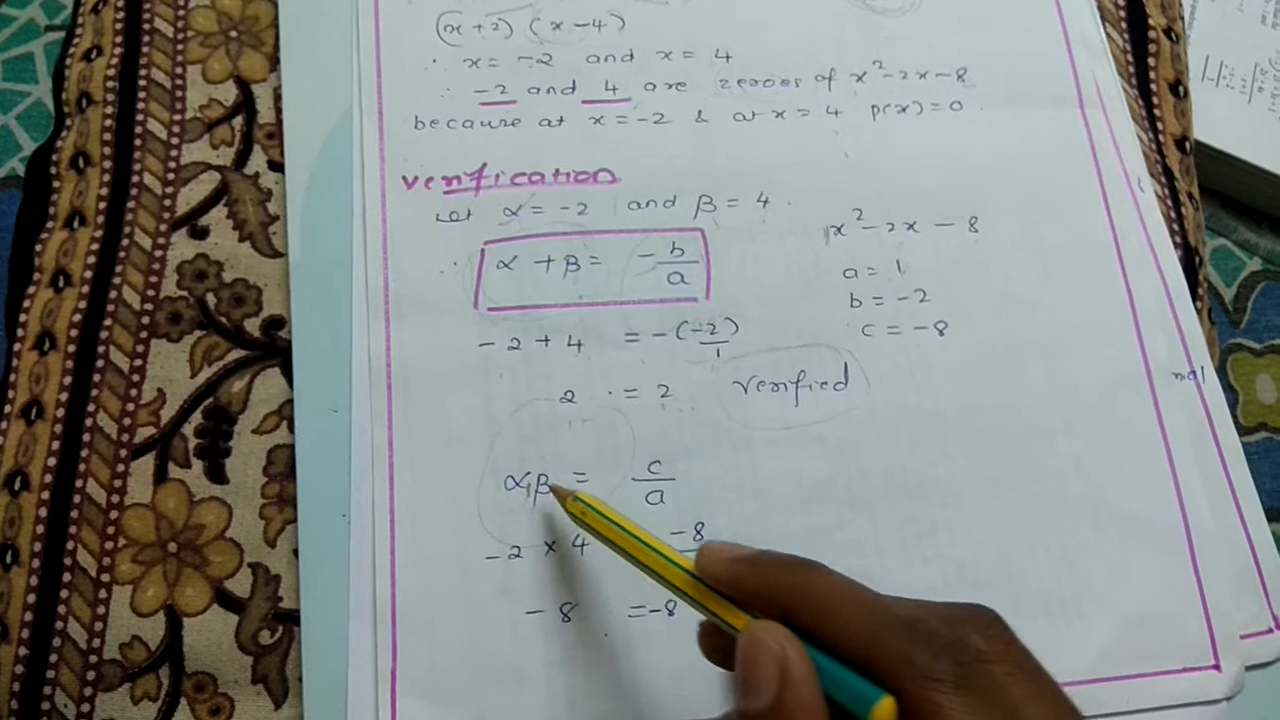 (x+2) (x-4)
∴ x = -2 and x = 4
∴ -2 and 4 are zeroes of x²-2x-8
because at x = -2 & at x = 4 p(x) = 0.
verification
Let α = -2 and β = 4.
∴ α + β = -b/a
x² - 2x - 8
a = 1
b = -2
c = -8
-2 + 4 = -(-2)/1
2 = 2 verified
α.β = c/a
-2 × 4 -8
-8 = -8